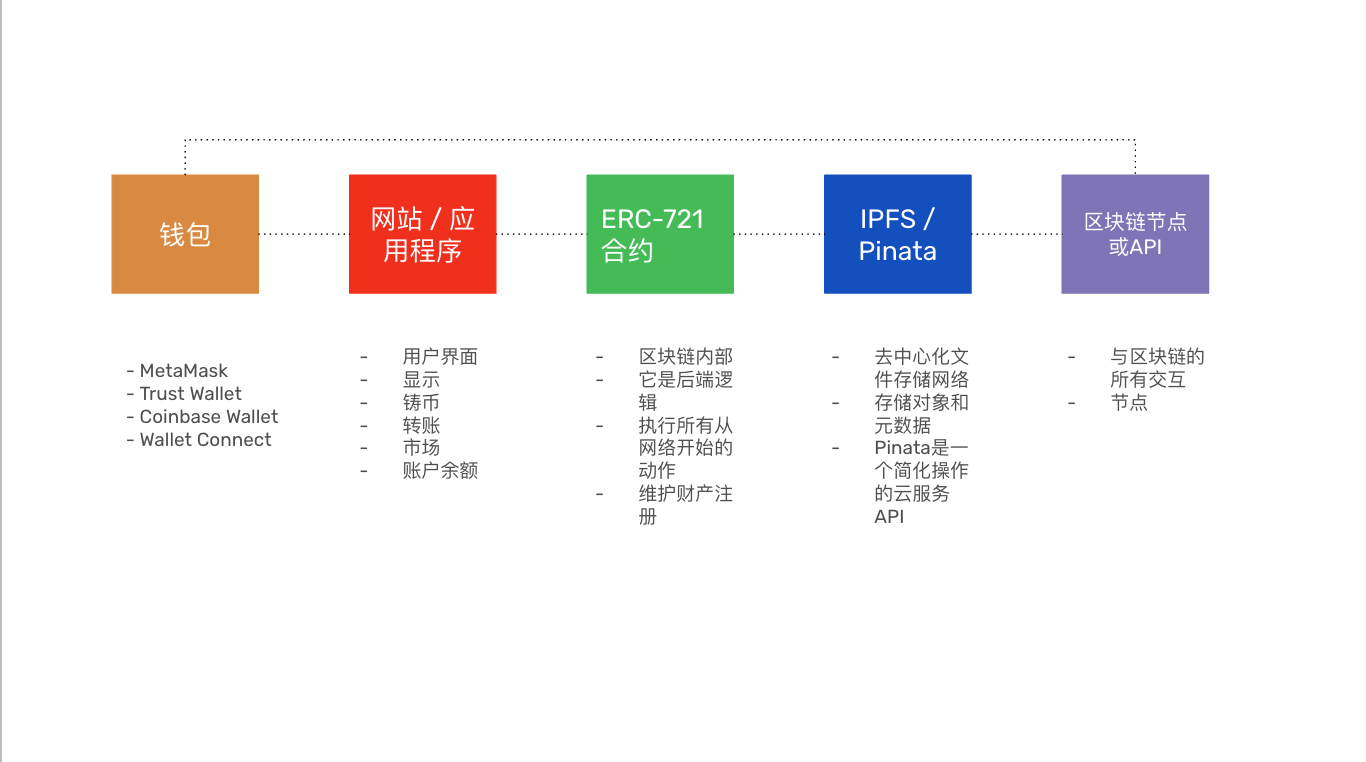 钱包
网站 / 应
用程序
ERC-721
合约
IPFS /
Pinata
区块链节点
或API
- MetaMask
- Trust Wallet
- Coinbase Wallet
- Wallet Connect
- 用户界面
- 显示
- 铸币
- 转账
- 市场
- 账户余额
- 区块链内部
- 它是后端逻
辑
- 执行所有从
网络开始的
动作
- 维护财产注
册
- 去中心化文
件存储网络
- 存储对象和
元数据
- Pinata是一
个简化操作
的云服务
API
- 与区块链的
所有交互
- 节点